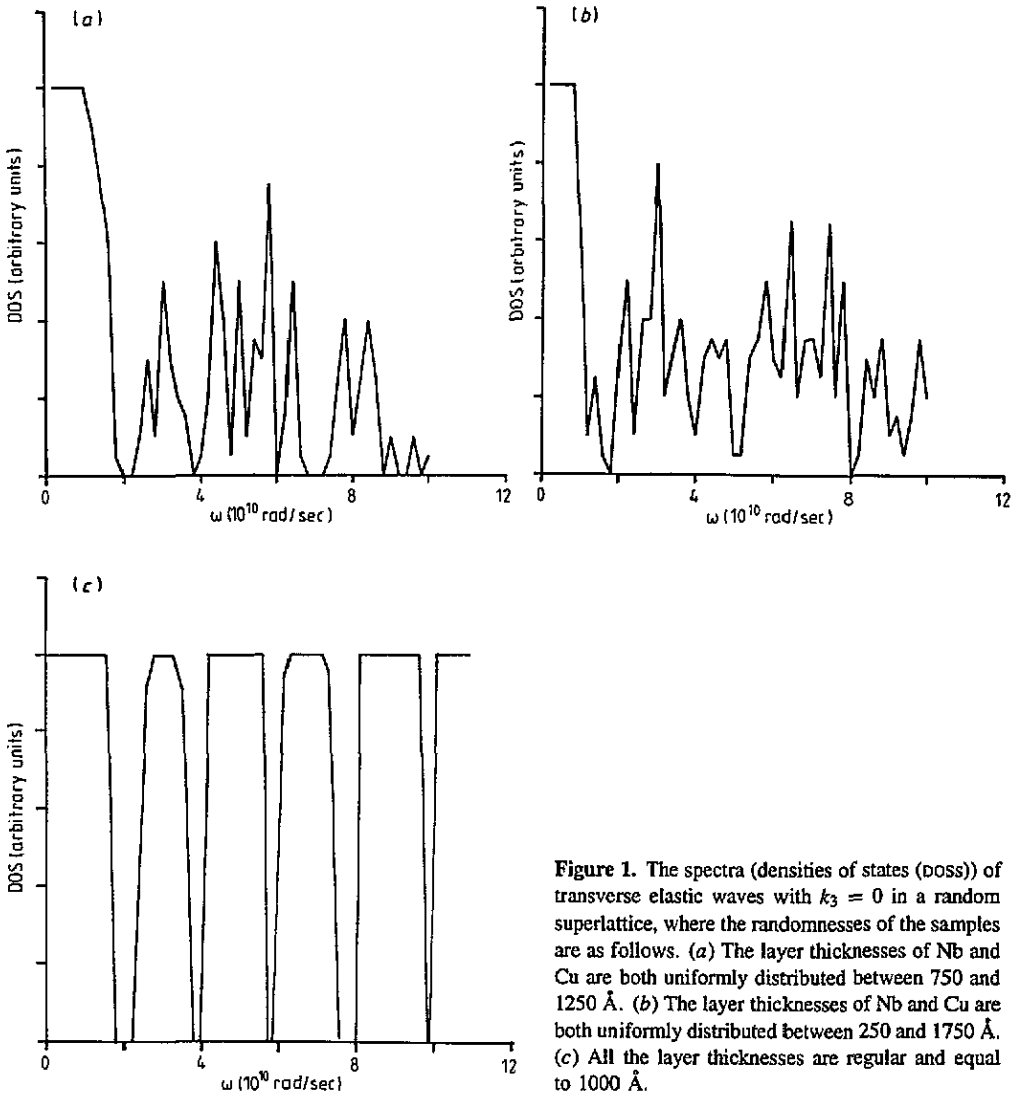 (a)
DOS (arbitrary units)
0 4 8 12
ω (10¹⁰ rad/sec)
(b)
DOS (arbitrary units)
0 4 8 12
ω (10¹⁰ rad/sec)
(c)
DOS (arbitrary units)
0 4 8 12
ω (10¹⁰ rad/sec)
Figure 1. The spectra (densities of states (DOSS)) of
transverse elastic waves with k₃ = 0 in a random
superlattice, where the randomnesses of the samples
are as follows. (a) The layer thicknesses of Nb and
Cu are both uniformly distributed between 750 and
1250 Å. (b) The layer thicknesses of Nb and Cu are
both uniformly distributed between 250 and 1750 Å.
(c) All the layer thicknesses are regular and equal
to 1000 Å.